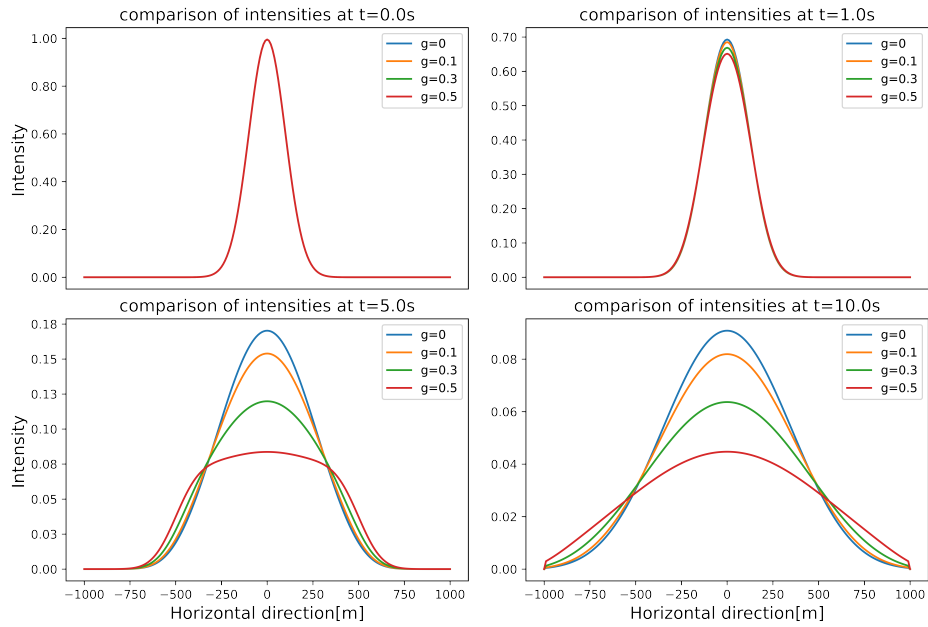 comparison of intensities at t=0.0s
1.00
0.80
0.60
0.40
0.20
0.00
Intensity
g=0
g=0.1
g=0.3
g=0.5
comparison of intensities at t=1.0s
0.70
0.60
0.50
0.40
0.30
0.20
0.10
0.00
g=0
g=0.1
g=0.3
g=0.5
comparison of intensities at t=5.0s
0.18
0.15
0.13
0.10
0.08
0.05
0.03
0.00
Intensity
g=0
g=0.1
g=0.3
g=0.5
−1000 −750 −500 −250 0 250 500 750 1000
Horizontal direction[m]
comparison of intensities at t=10.0s
0.08
0.06
0.04
0.02
0.00
g=0
g=0.1
g=0.3
g=0.5
−1000 −750 −500 −250 0 250 500 750 1000
Horizontal direction[m]